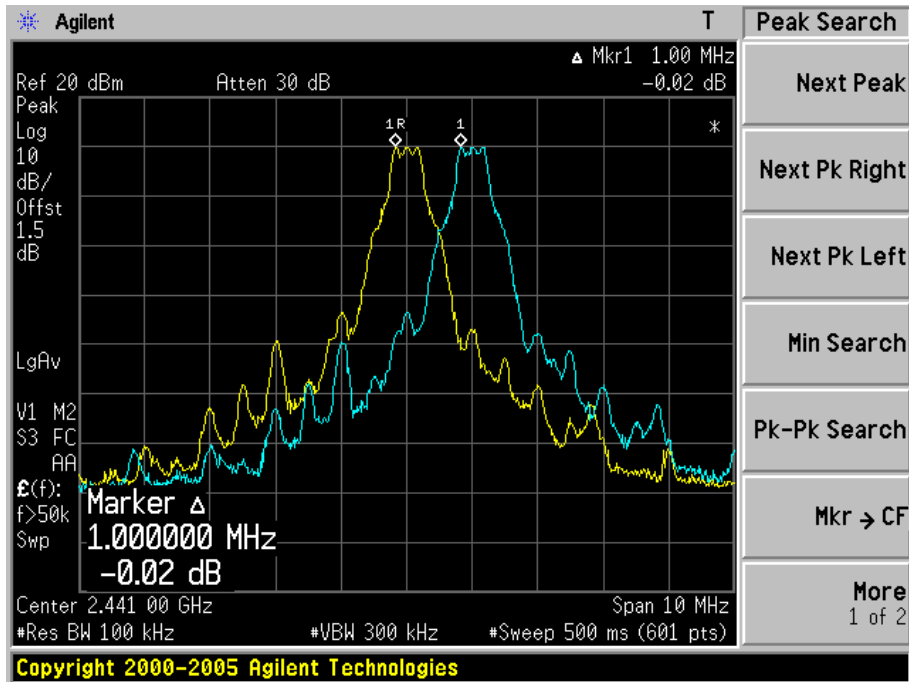 Agilent T Peak Search
Δ Mkr1 1.00 MHz
Ref 20 dBm Atten 30 dB -0.02 dB
Peak
Log
10
dB/
Offst
1.5
dB
1R 1
*
LgAv
V1 M2
S3 FC
AA
£(f):
f>50k
Swp
Marker Δ
1.000000 MHz
-0.02 dB
Center 2.441 00 GHz Span 10 MHz
#Res BW 100 kHz #VBW 300 kHz #Sweep 500 ms (601 pts)
Copyright 2000-2005 Agilent Technologies
Next Peak
Next Pk Right
Next Pk Left
Min Search
Pk-Pk Search
Mkr → CF
More
1 of 2